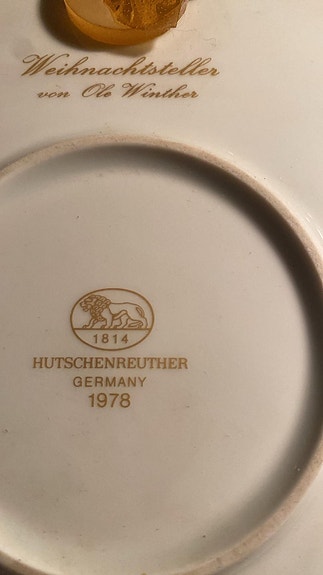 Weihnachtsteller
von Ole Winther
1814
HUTSCHENREUTHER
GERMANY
1978